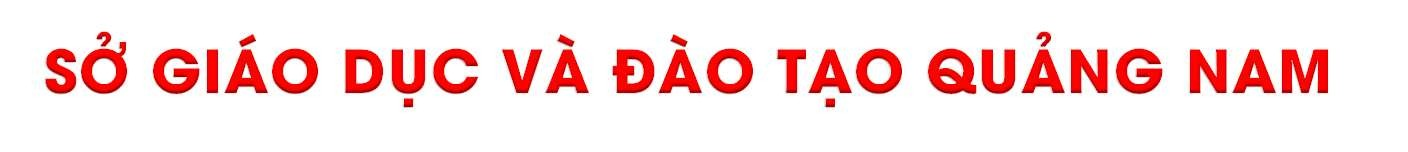 SỞ GIÁO DỤC VÀ ĐÀO TẠO QUẢNG NAM